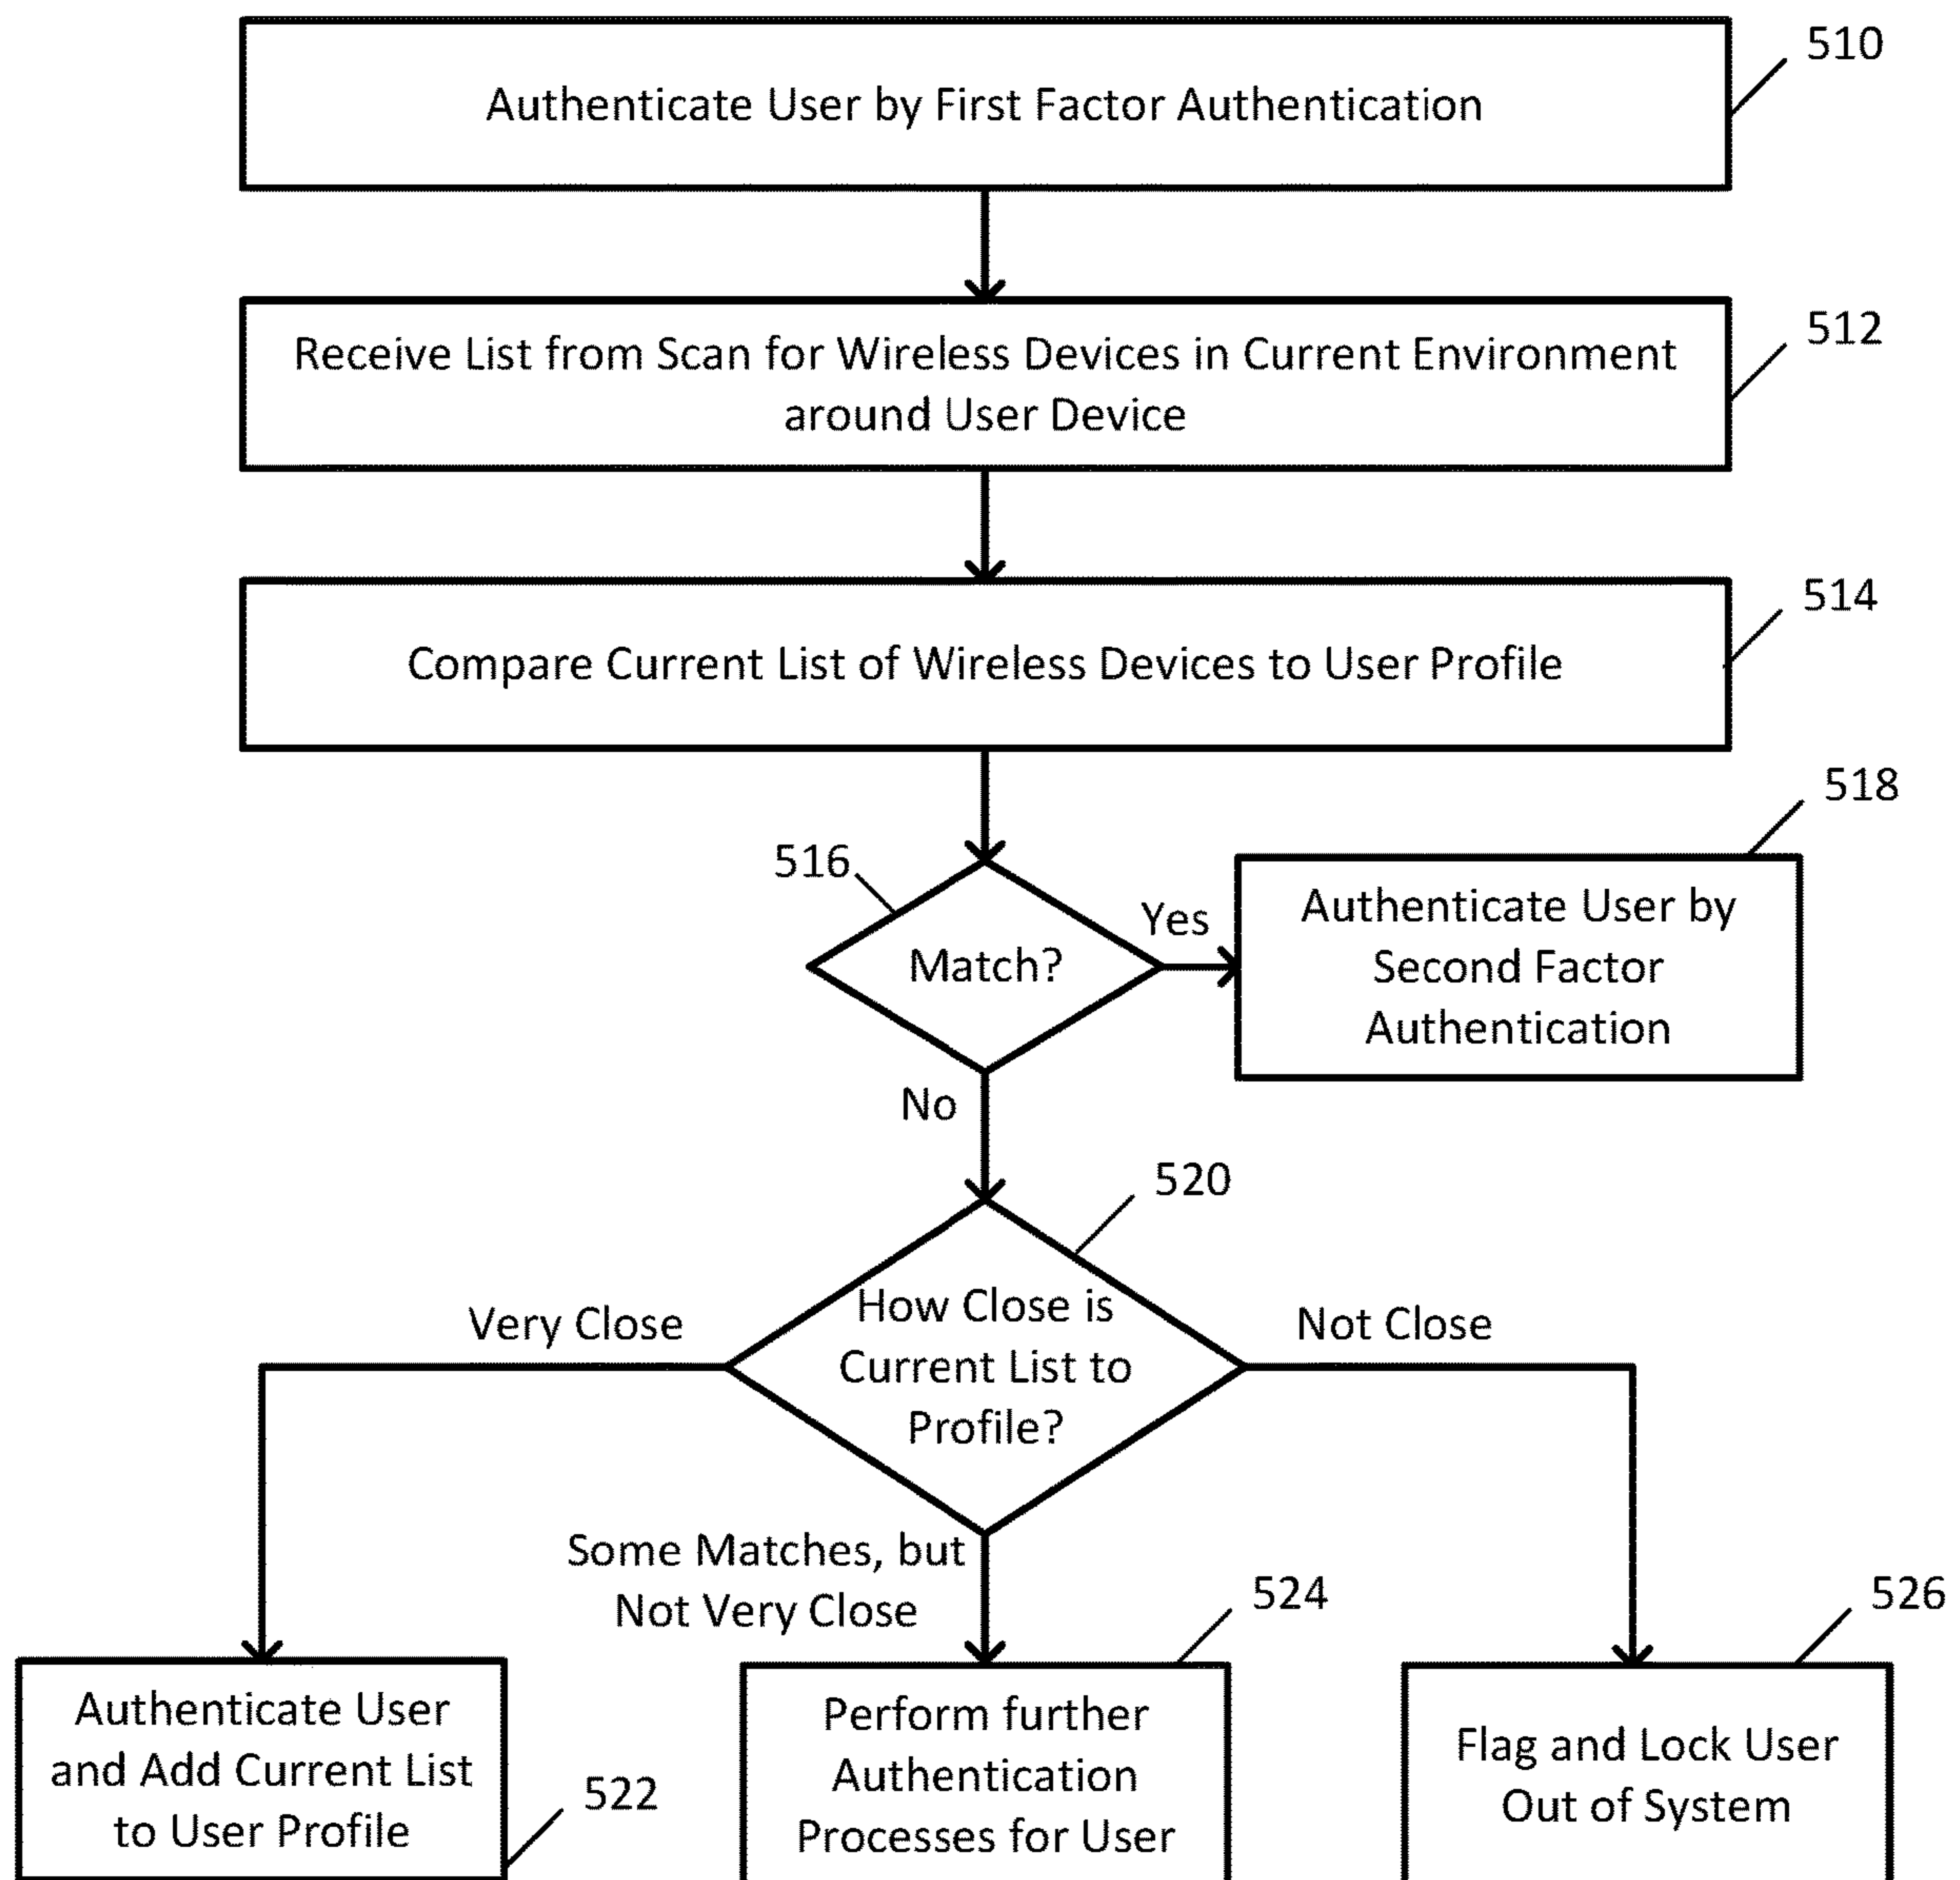 510
Authenticate User by First Factor Authentication
512
Receive List from Scan for Wireless Devices in Current Environment
around User Device
514
Compare Current List of Wireless Devices to User Profile
518
516
Match?
Yes
Authenticate User by
Second Factor
Authentication
No
520
How Close is
Current List to
Profile?
Very Close
Not Close
Some Matches, but
Not Very Close
524
526
Authenticate User
and Add Current List
to User Profile
522
Perform further
Authentication
Processes for User
Flag and Lock User
Out of System